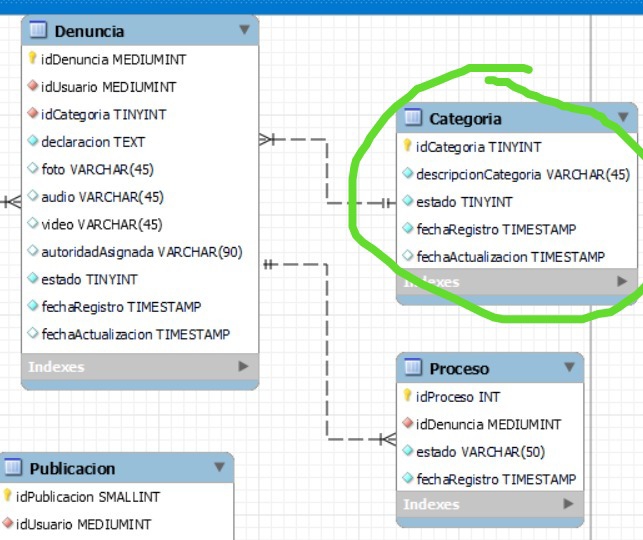 Denuncia
idDenuncia MEDIUMINT
idUsuario MEDIUMINT
idCategoria TINYINT
declaracion TEXT
foto VARCHAR(45)
audio VARCHAR(45)
video VARCHAR(45)
autoridadAsignada VARCHAR(90)
estado TINYINT
fechaRegistro TIMESTAMP
fechaActualizacion TIMESTAMP
Indexes
Categoria
idCategoria TINYINT
descripcionCategoria VARCHAR(45)
estado TINYINT
fechaRegistro TIMESTAMP
fechaActualizacion TIMESTAMP
Indexes
Proceso
idProceso INT
idDenuncia MEDIUMINT
estado VARCHAR(50)
fechaRegistro TIMESTAMP
Indexes
Publicacion
idPublicacion SMALLINT
idUsuario MEDIUMINT